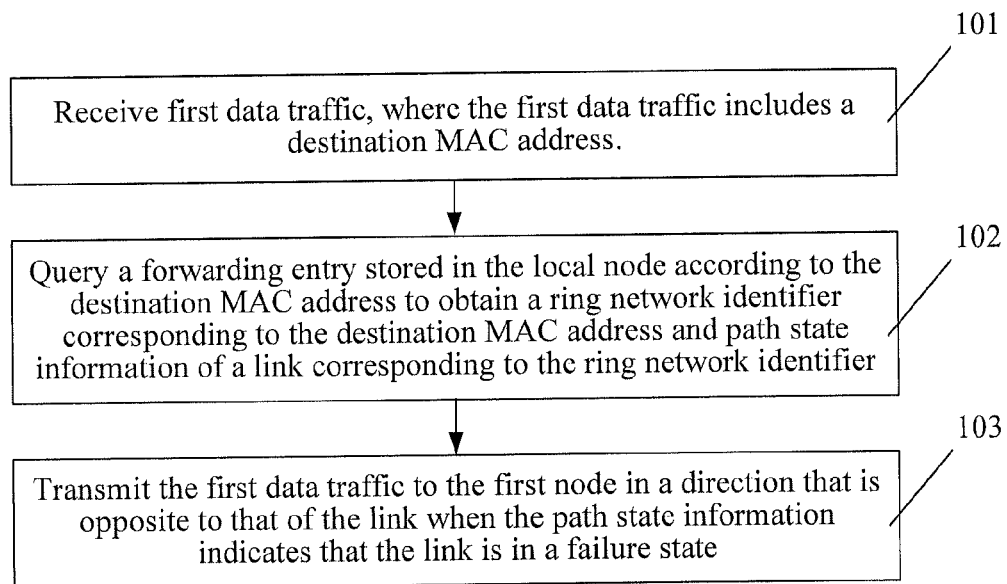 101
Receive first data traffic, where the first data traffic includes a
destination MAC address.
102
Query a forwarding entry stored in the local node according to the
destination MAC address to obtain a ring network identifier
corresponding to the destination MAC address and path state
information of a link corresponding to the ring network identifier
103
Transmit the first data traffic to the first node in a direction that is
opposite to that of the link when the path state information
indicates that the link is in a failure state